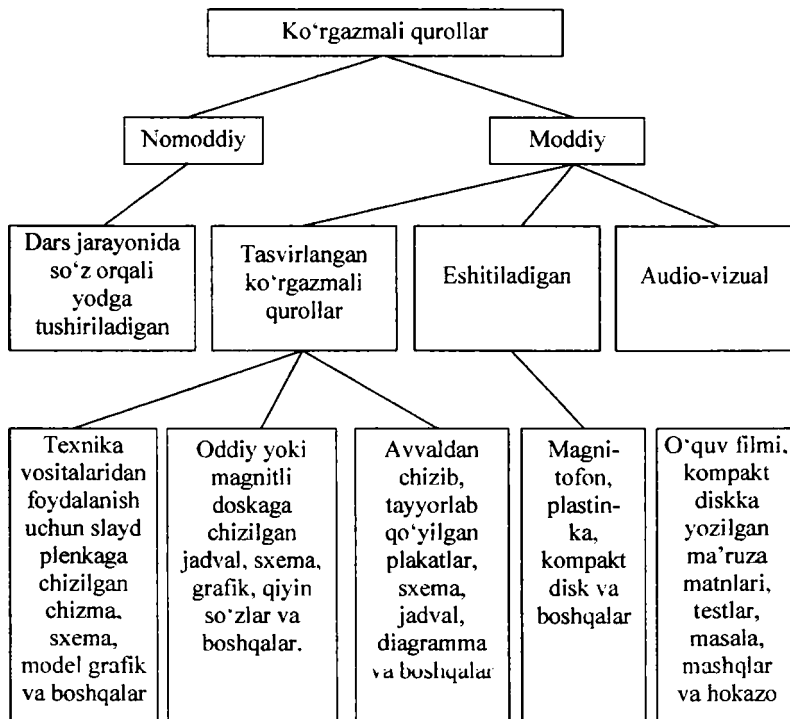 Ko‘rgazmali qurollar
Nomoddiy
Moddiy
Dars jarayonida
so‘z orqali
yodga
tushiriladigan
Tasvirlangan
ko‘rgazmali
qurollar
Eshitiladigan
Audio-vizual
Texnika
vositalaridan
foydalanish
uchun slayd
plenkaga
chizilgan
chizma,
sxema,
model grafik
va boshqalar
Oddiy yoki
magnitli
doskaga
chizilgan
jadval, sxema,
grafik, qiyin
so‘zlar va
boshqalar.
Avvaldan
chizib,
tayyorlab
qo‘yilgan
plakatlar,
sxema,
jadval,
diagramma
va boshqalar
Magni-
tofon,
plastin-
ka,
kompakt
disk va
boshqalar
O‘quv filmi,
kompakt
diskka
yozilgan
ma’ruza
matnlari,
testlar,
masala,
mashqlar
va hokazo